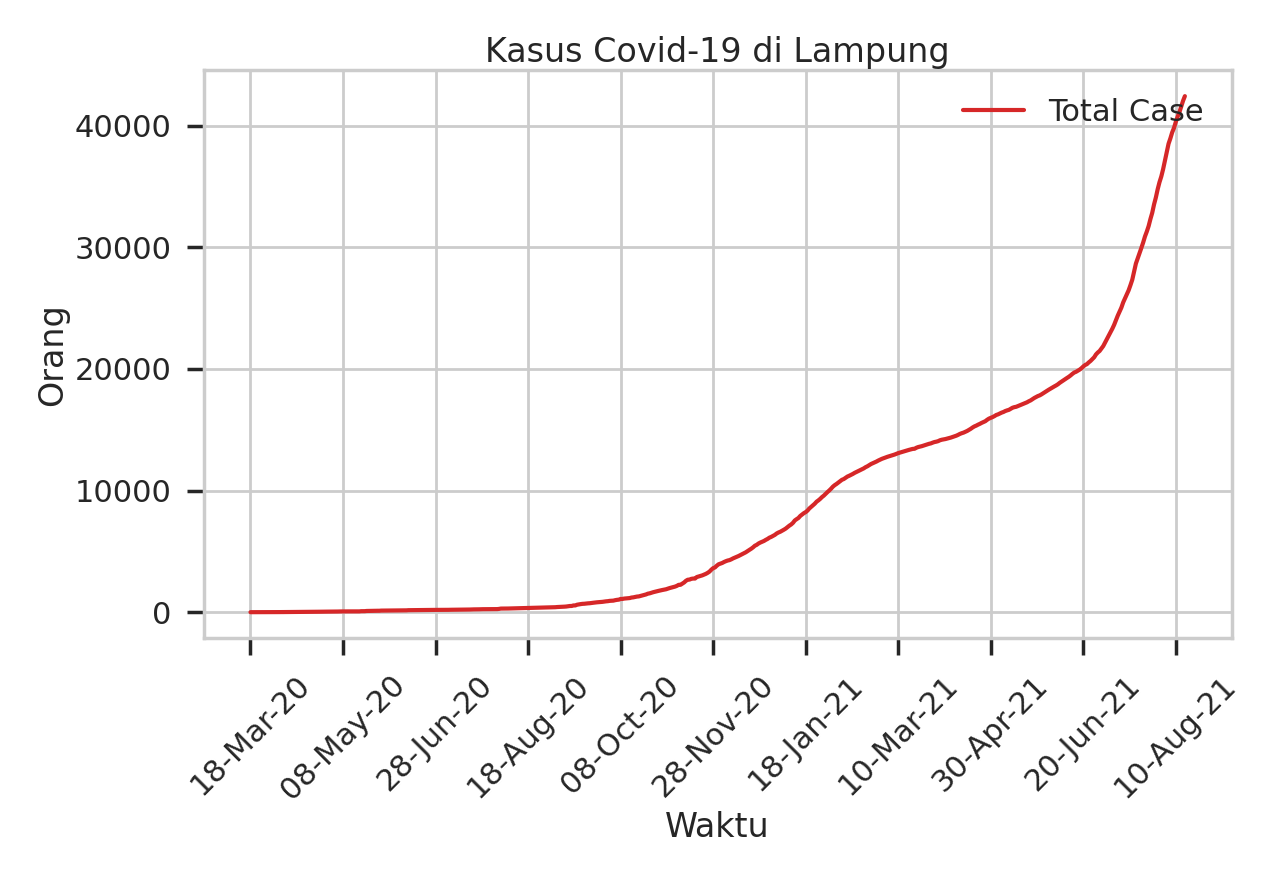 Kasus Covid-19 di Lampung
Total Case
Orang
40000
30000
20000
10000
0
18-Mar-20
08-May-20
28-Jun-20
18-Aug-20
08-Oct-20
28-Nov-20
18-Jan-21
10-Mar-21
30-Apr-21
20-Jun-21
10-Aug-21
Waktu